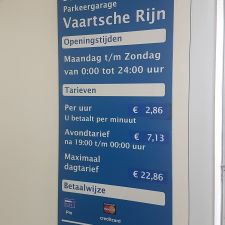 Parkeergarage
Vaartsche Rijn
Openingstijden
Maandag t/m Zondag
van 0:00 tot 24:00 uur
Tarieven
Per uur € 2,86
U betaalt per minuut
Avondtarief € 7,13
na 19:00 t/m 00:00 uur
Maximaal
dagtarief € 22,86
Betaalwijze
Pin creditcard